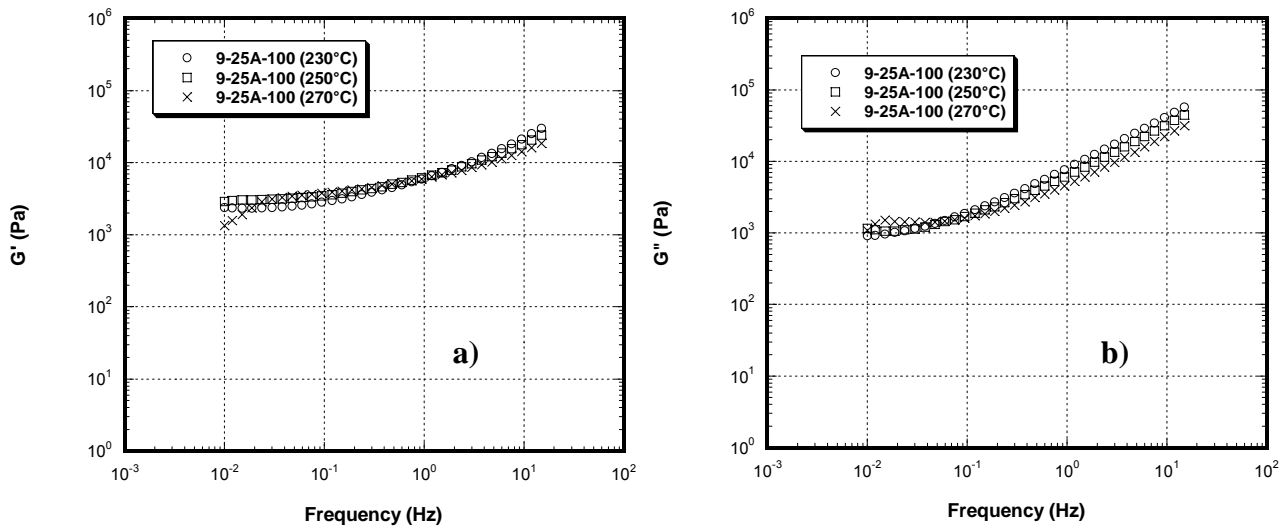 10^6
10^5
10^4
10^3
10^2
10^1
10^0
G' (Pa)
9-25A-100 (230°C)
9-25A-100 (250°C)
9-25A-100 (270°C)
a)
10^-3
10^-2
10^-1
10^0
10^1
10^2
Frequency (Hz)
10^6
10^5
10^4
10^3
10^2
10^1
10^0
G" (Pa)
9-25A-100 (230°C)
9-25A-100 (250°C)
9-25A-100 (270°C)
b)
10^-3
10^-2
10^-1
10^0
10^1
10^2
Frequency (Hz)